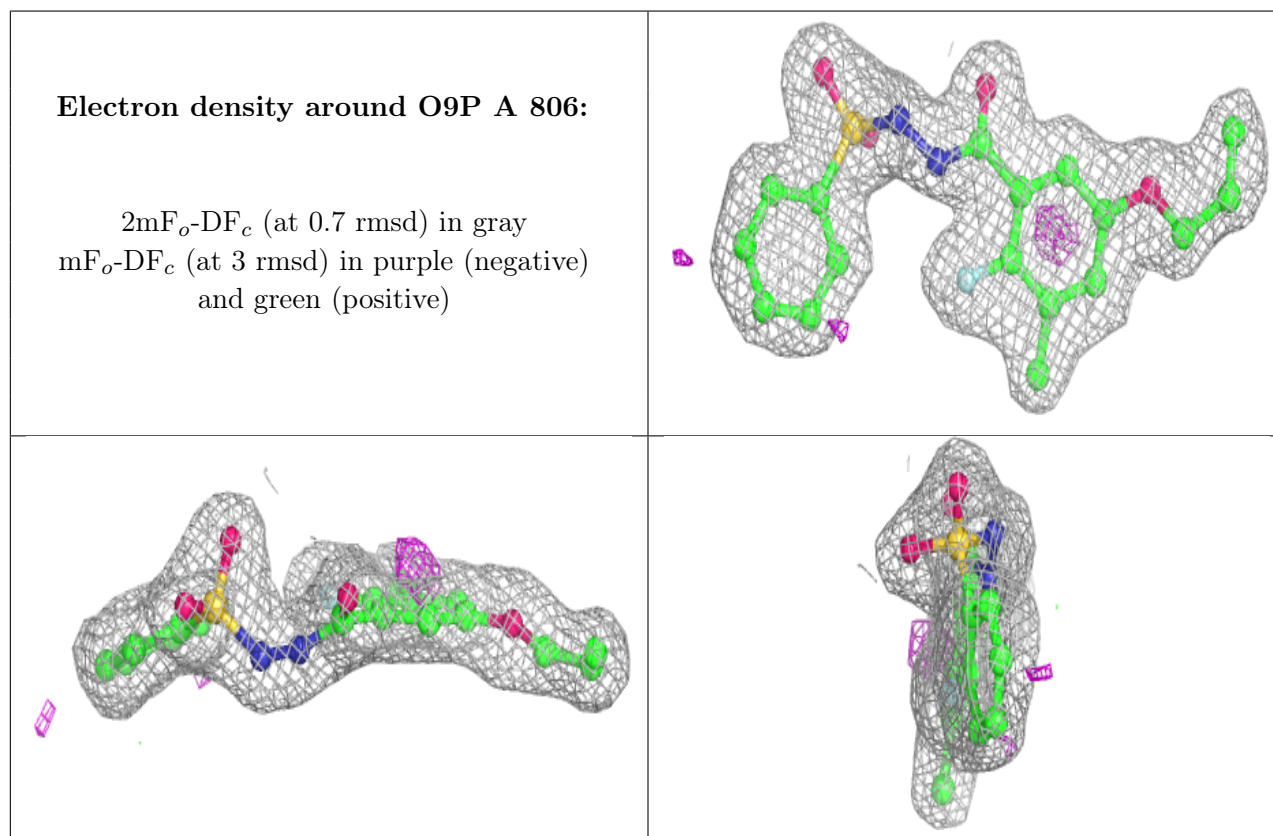 Electron density around O9P A 806:
2mFo-DFc (at 0.7 rmsd) in gray
mFo-DFc (at 3 rmsd) in purple (negative)
and green (positive)